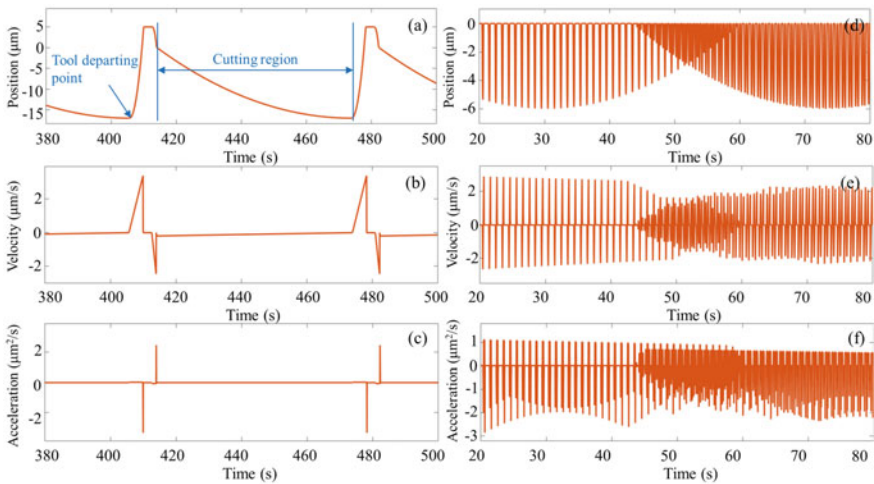 (a)
Position (μm)
5
0
-5
-10
-15
Tool departing
point
Cutting region
380 400 420 440 460 480 500
Time (s)
(b)
Velocity (μm/s)
2
0
-2
380 400 420 440 460 480 500
Time (s)
(c)
Acceleration (μm²/s)
2
0
-2
380 400 420 440 460 480 500
Time (s)
(d)
Position (μm)
0
-2
-4
-6
20 30 40 50 60 70 80
Time (s)
(e)
Velocity (μm/s)
2
0
-2
20 30 40 50 60 70 80
Time (s)
(f)
Acceleration (μm²/s)
1
0
-1
-2
-3
20 30 40 50 60 70 80
Time (s)